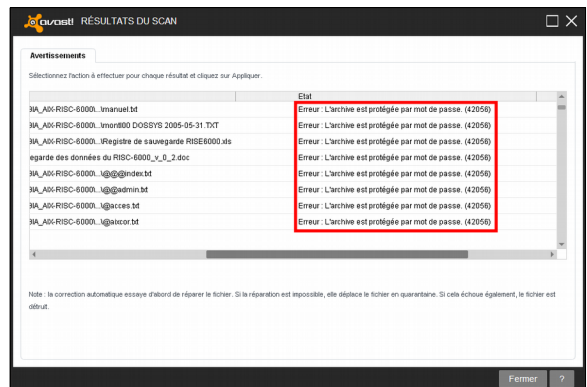 avast! RÉSULTATS DU SCAN
Avertissements
Sélectionnez l'action à effectuer pour chaque résultat et cliquez sur Appliquer.
Etat
BIA_AIX-RISC-6000\...\manuel.txt Erreur : L'archive est protégée par mot de passe. (42056)
BIA_AIX-RISC-6000\...\monfil00 DOSSYS 2005-05-31.TXT Erreur : L'archive est protégée par mot de passe. (42056)
BIA_AIX-RISC-6000\...\Registre de sauvegarde RISE6000.xls Erreur : L'archive est protégée par mot de passe. (42056)
egarde des données du RISC-6000_v_0_2.doc Erreur : L'archive est protégée par mot de passe. (42056)
BIA_AIX-RISC-6000\...\@@@index.txt Erreur : L'archive est protégée par mot de passe. (42056)
BIA_AIX-RISC-6000\...\@@admin.txt Erreur : L'archive est protégée par mot de passe. (42056)
BIA_AIX-RISC-6000\...\@acces.txt Erreur : L'archive est protégée par mot de passe. (42056)
BIA_AIX-RISC-6000\...\@aixcor.txt Erreur : L'archive est protégée par mot de passe. (42056)
Note : la correction automatique essaye d'abord de réparer le fichier. Si la réparation est impossible, elle déplace le fichier en quarantaine. Si cela échoue également, le fichier est
détruit.
Fermer ?